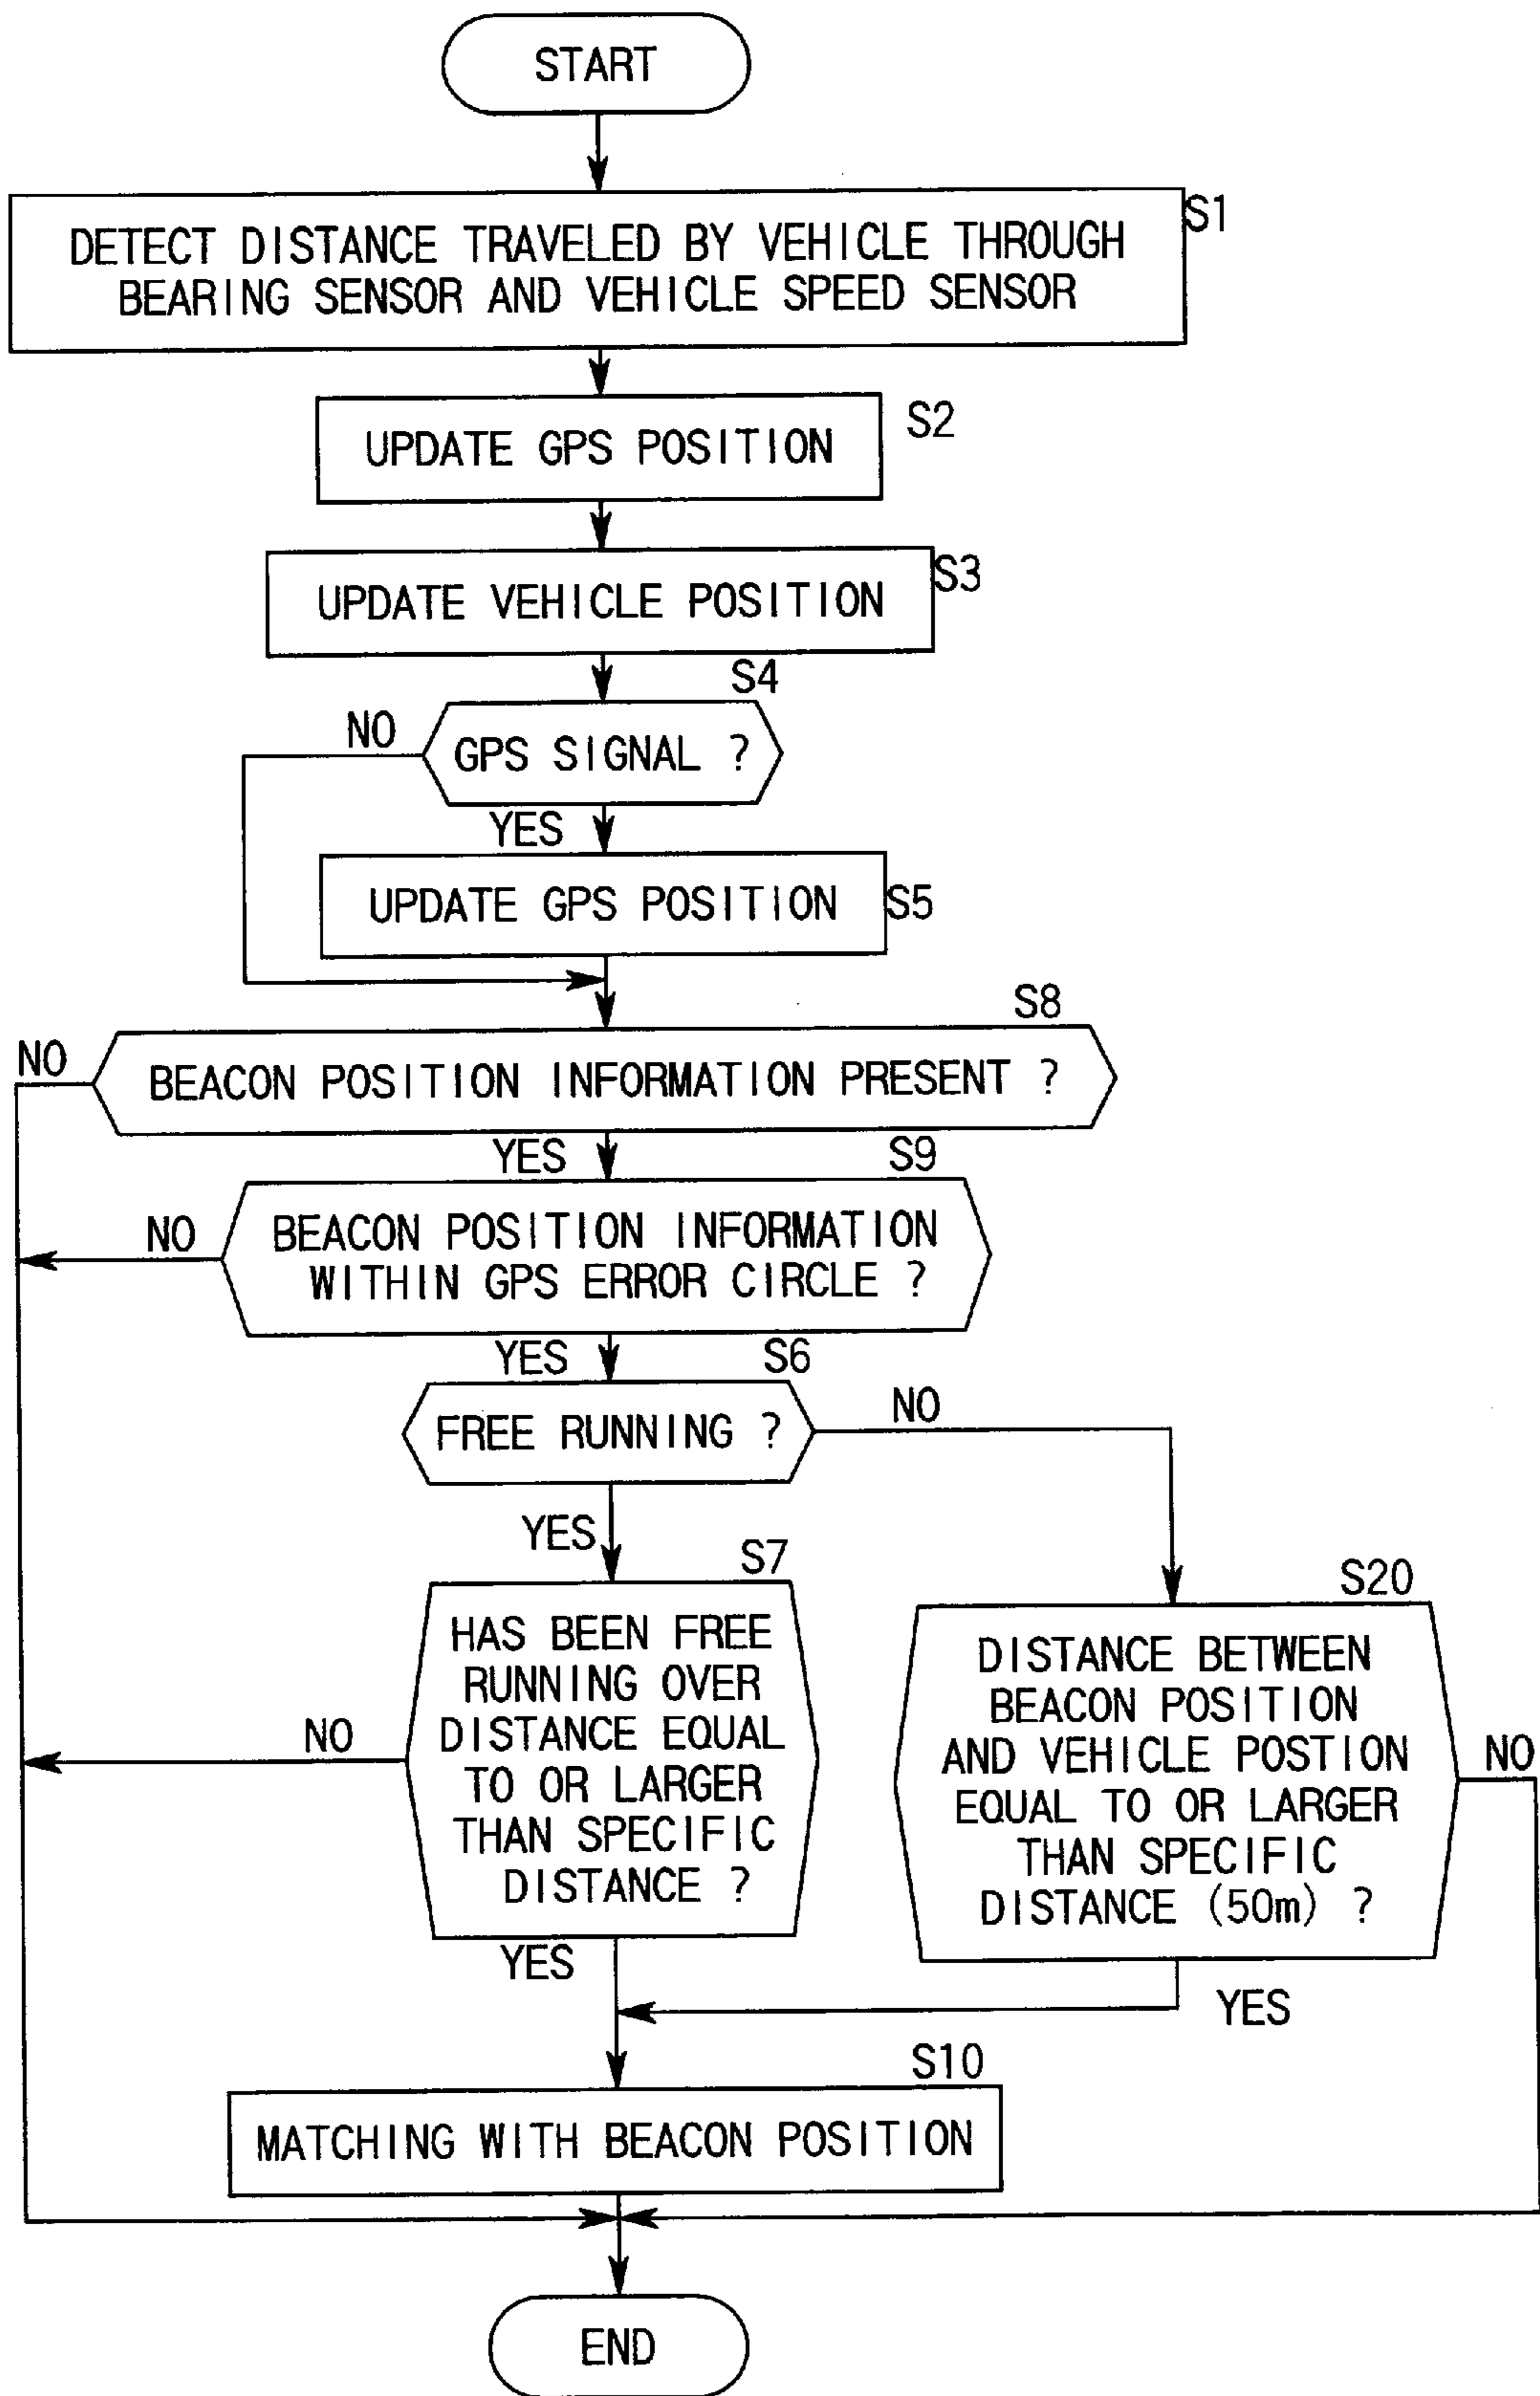 START
S1
DETECT DISTANCE TRAVELED BY VEHICLE THROUGH
BEARING SENSOR AND VEHICLE SPEED SENSOR
S2
UPDATE GPS POSITION
S3
UPDATE VEHICLE POSITION
S4
NO
GPS SIGNAL ?
YES
UPDATE GPS POSITION
S5
S8
NO
BEACON POSITION INFORMATION PRESENT ?
YES
S9
NO
BEACON POSITION INFORMATION
WITHIN GPS ERROR CIRCLE ?
YES
S6
FREE RUNNING ?
NO
YES
S7
HAS BEEN FREE
RUNNING OVER
DISTANCE EQUAL
TO OR LARGER
THAN SPECIFIC
DISTANCE ?
NO
YES
S20
DISTANCE BETWEEN
BEACON POSITION
AND VEHICLE POSTION
EQUAL TO OR LARGER
THAN SPECIFIC
DISTANCE (50m) ?
NO
YES
S10
MATCHING WITH BEACON POSITION
END